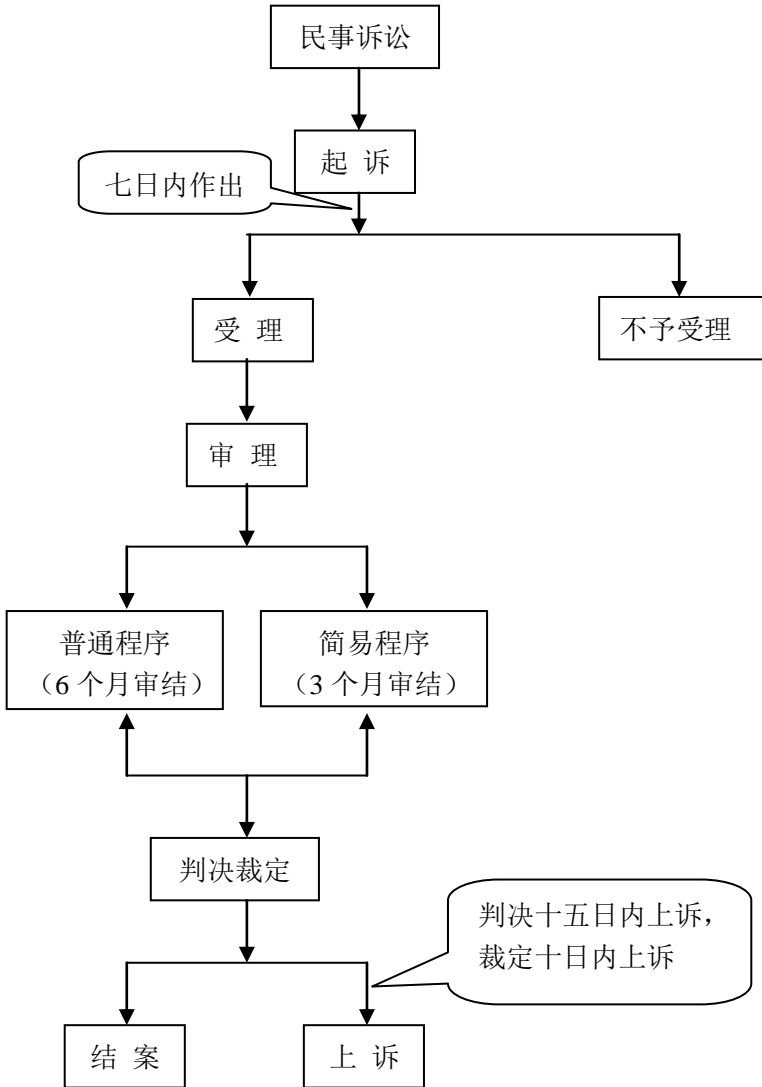 民事诉讼
起 诉
七日内作出
受 理
不予受理
审 理
普通程序
（6 个月审结）
简易程序
（3 个月审结）
判决裁定
判决十五日内上诉，
裁定十日内上诉
结 案
上 诉